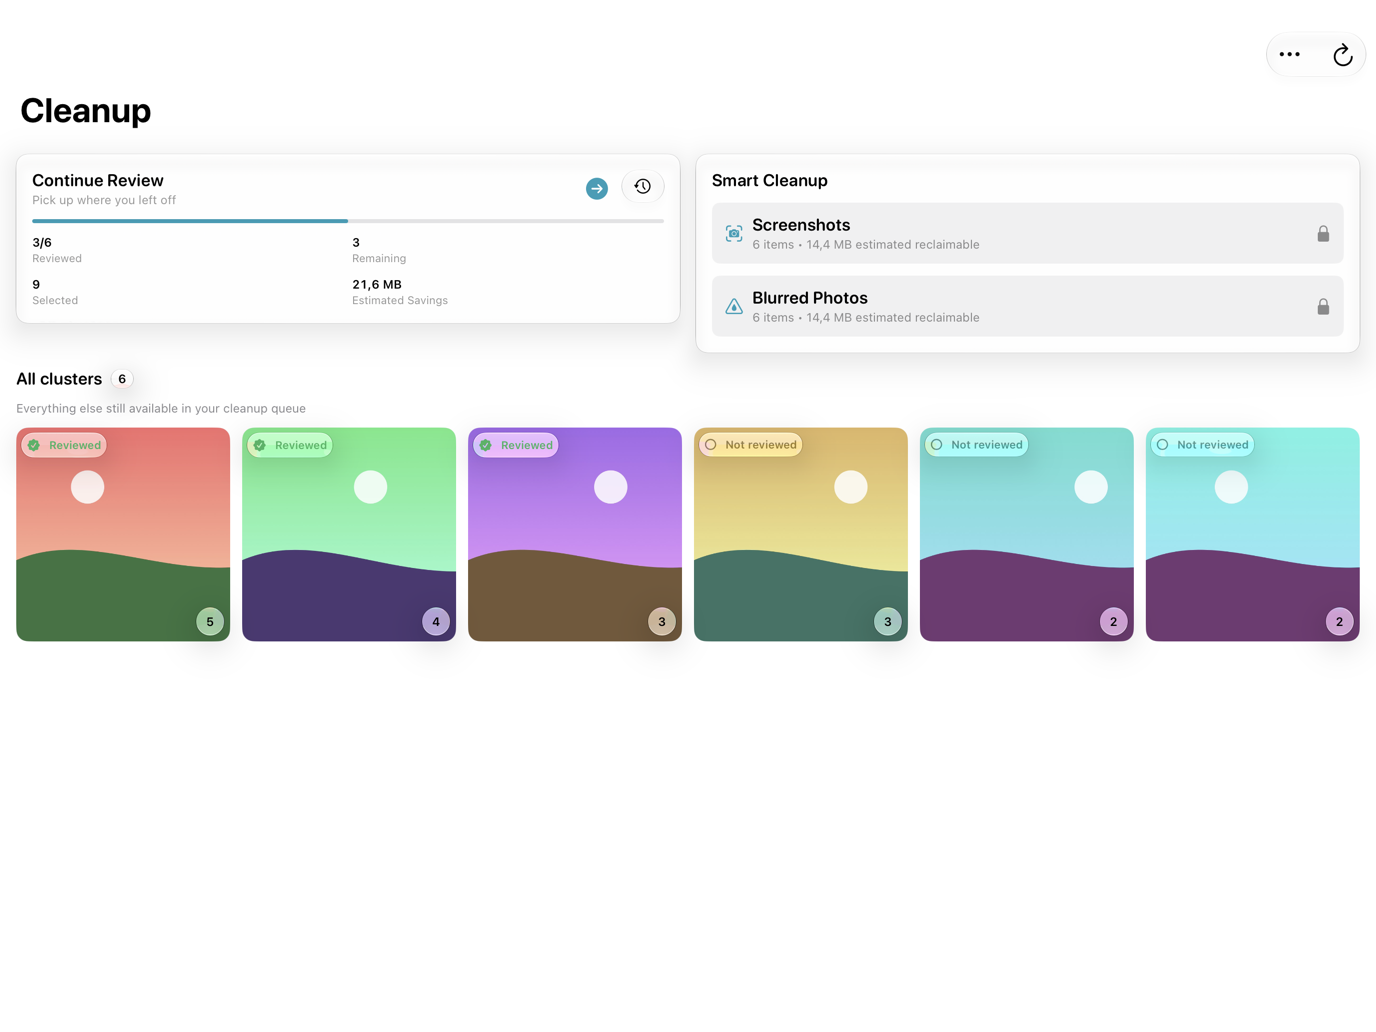 Cleanup
Continue Review
Pick up where you left off
3/6
Reviewed
3
Remaining
9
Selected
21,6 MB
Estimated Savings
Smart Cleanup
Screenshots
6 items • 14,4 MB estimated reclaimable
Blurred Photos
6 items • 14,4 MB estimated reclaimable
All clusters 6
Everything else still available in your cleanup queue
Reviewed
5
Reviewed
4
Reviewed
3
Not reviewed
3
Not reviewed
2
Not reviewed
2